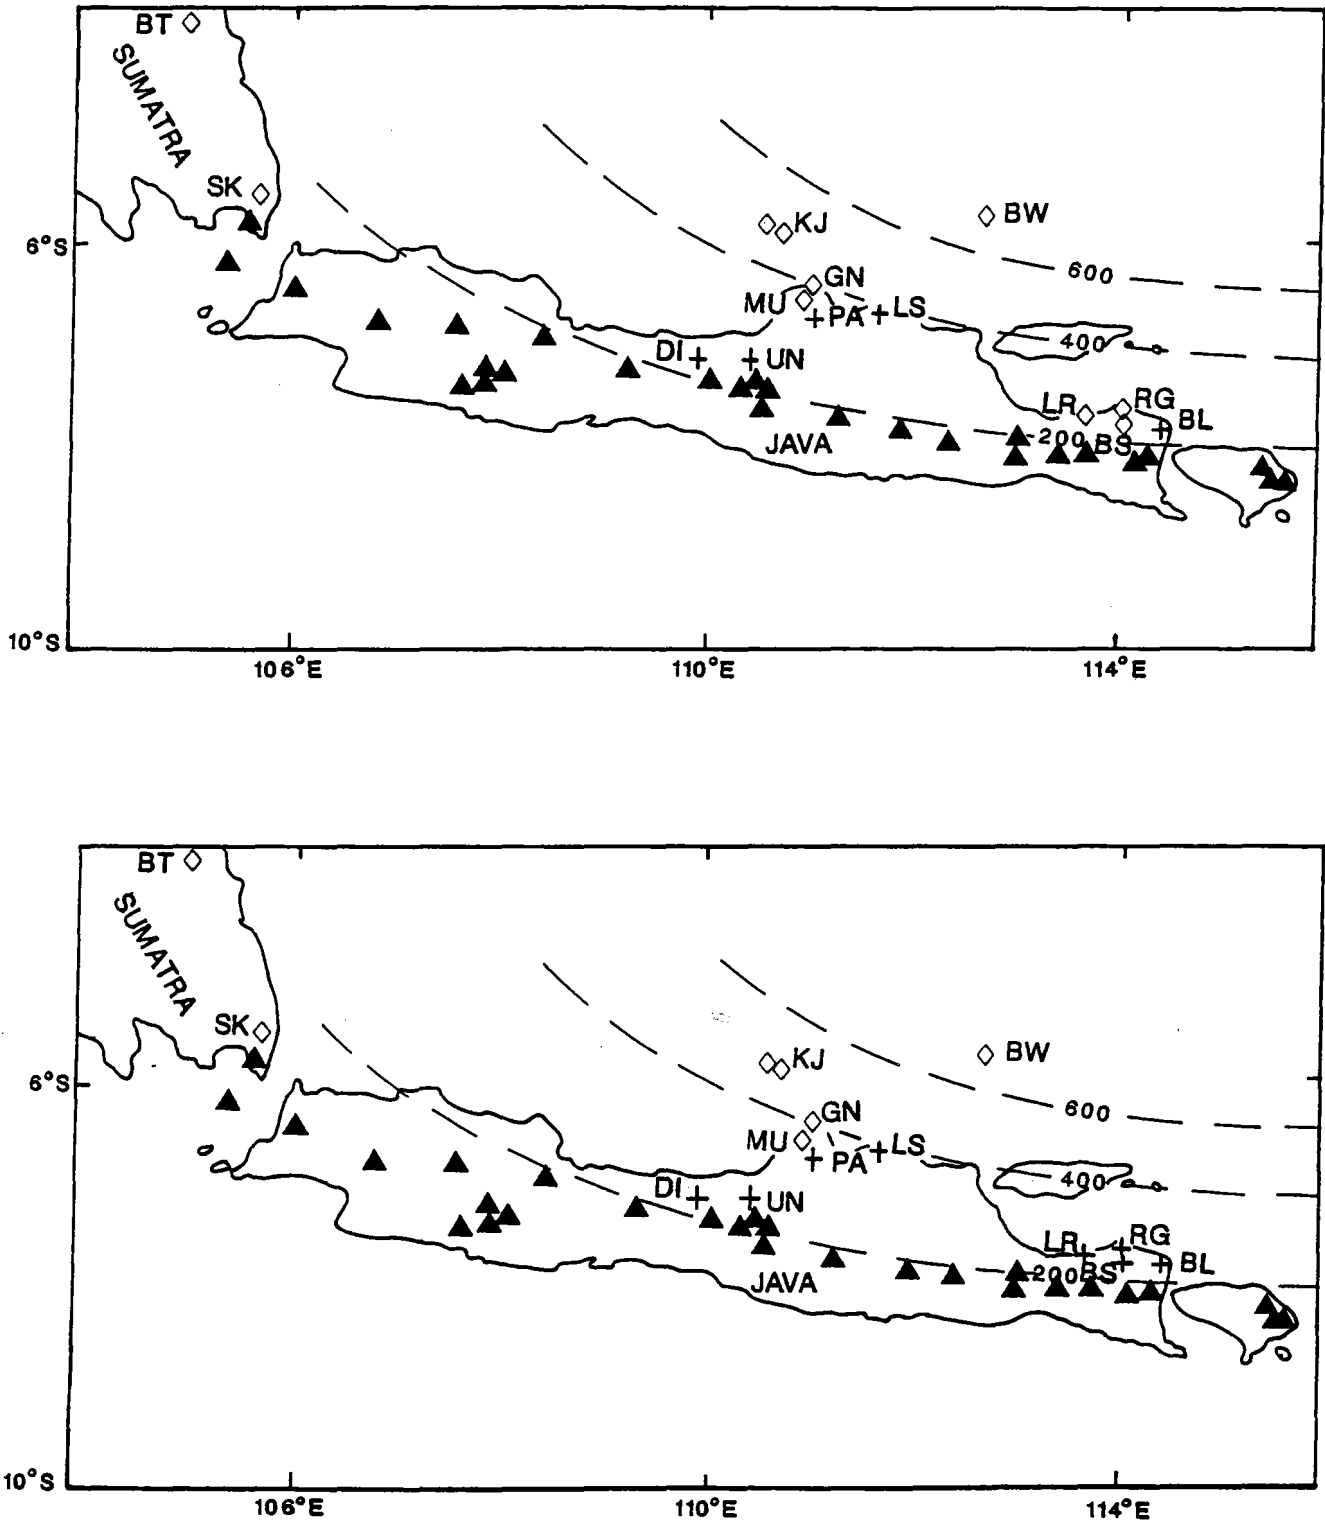 BT
SUMATRA
SK
KJ
BW
6°S
600
GN
MU
PA
LS
400
DI
UN
LR
RG
BL
200
BS
JAVA
10°S
106°E
110°E
114°E
BT
SUMATRA
SK
KJ
BW
6°S
600
GN
MU
PA
LS
400
DI
UN
LR
RG
BL
200
BS
JAVA
10°S
106°E
110°E
114°E